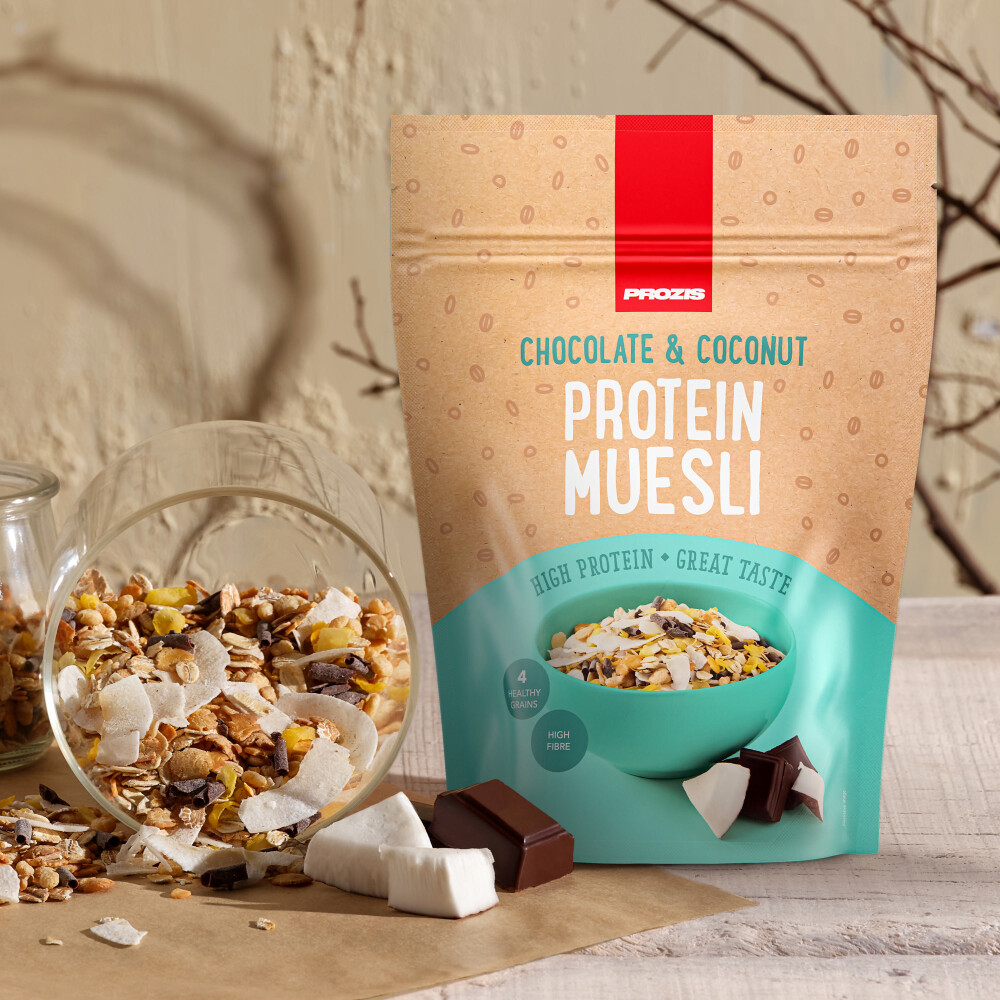 PROZIS
CHOCOLATE & COCONUT
PROTEIN
MUESLI
HIGH PROTEIN • GREAT TASTE
4
HEALTHY
GRAINS
HIGH
FIBRE